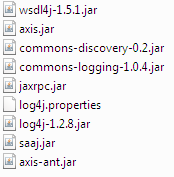 wsdl4j-1.5.1.jar
axis.jar
commons-discovery-0.2.jar
commons-logging-1.0.4.jar
jaxrpc.jar
log4j.properties
log4j-1.2.8.jar
saaj.jar
axis-ant.jar